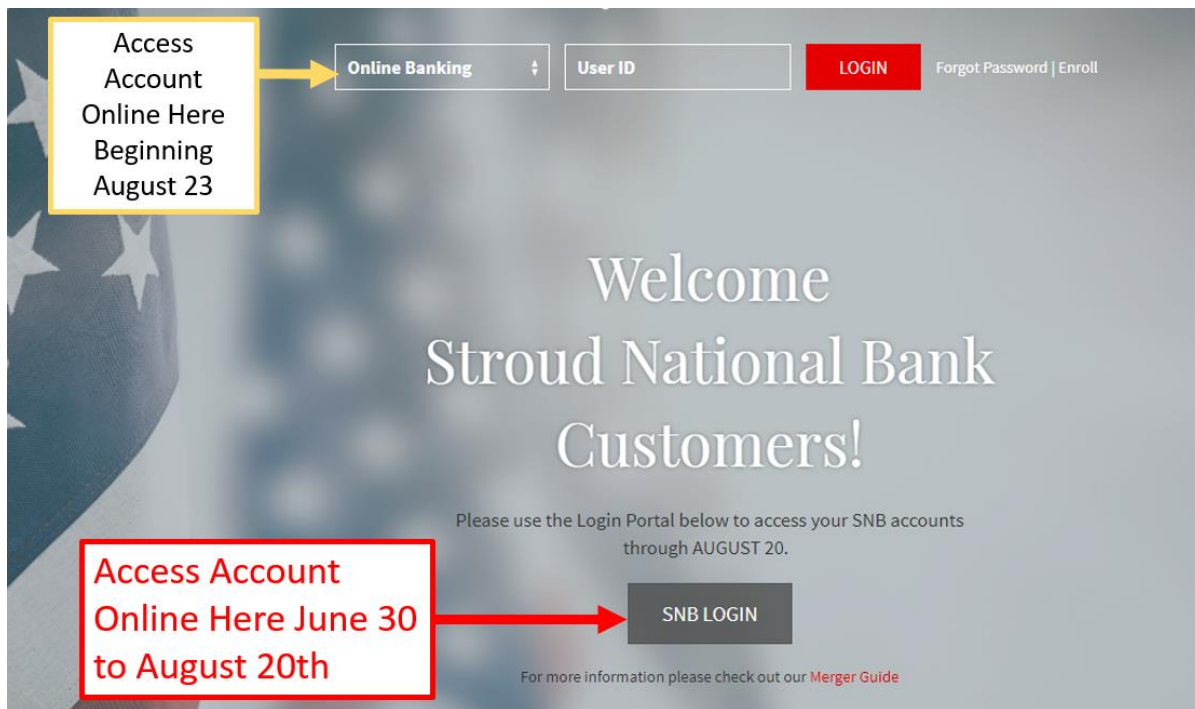 Access
Account
Online Here
Beginning
August 23
Online Banking
User ID
LOGIN
Forgot Password | Enroll
Welcome
Stroud National Bank
Customers!
Please use the Login Portal below to access your SNB accounts
through AUGUST 20.
Access Account
Online Here June 30
to August 20th
SNB LOGIN
For more information please check out our Merger Guide